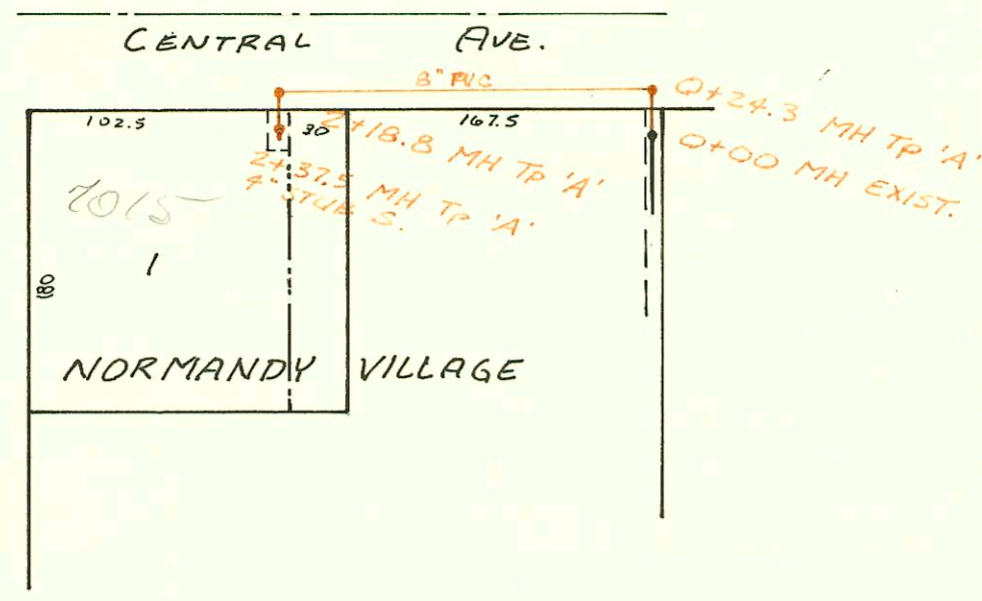 CENTRAL AVE.
8" PVC
102.5
30
167.5
0+24.3 MH TP 'A'
0+00 MH EXIST.
2+18.8 MH TP 'A'
2+37.5 MH TP 'A'
4" STUB S.
7015
1
180
NORMANDY VILLAGE